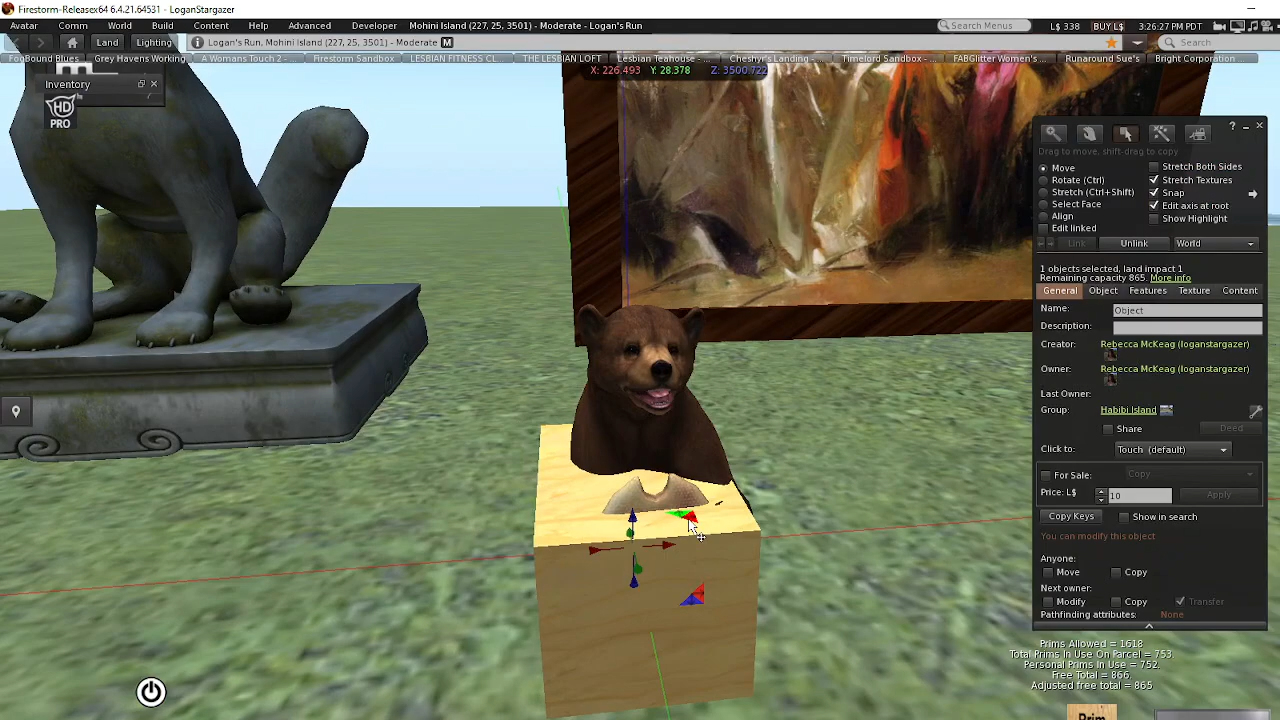 Firestorm-Releasex64 6.4.21.64531 - LoganStargazer
Avatar Comm World Build Content Help Advanced Developer Mohini Island (227, 25, 3501) - Moderate - Logan's Run Search Menus L$ 338 BUY L$ 3:26:27 PM PDT
Land Lighting Logan's Run, Mohini Island (227, 25, 3501) - Moderate M Search
FogBound Blues Grey Havens Working A Womans Touch 2 - ... Firestorm Sandbox LESBIAN FITNESS CL... THE LESBIAN LOFT Lesbian Teahouse - ... Cheshyr's Landing - ... Timelord Sandbox - ... FABGlitter Women's ... Runaround Sue's Bright Corporation ...
X: 226.493 Y: 28.378 Z: 3500.722
Inventory
HD
PRO
Drag to move, shift-drag to copy
Move
Rotate (Ctrl)
Stretch (Ctrl+Shift)
Select Face
Align
Edit linked
Stretch Both Sides
Stretch Textures
Snap
Edit axis at root
Show Highlight
Link Unlink World
1 objects selected, land impact 1
Remaining capacity 865. More info
General Object Features Texture Content
Name: Object
Description:
Creator: Rebecca McKeag (loganstargazer)
Owner: Rebecca McKeag (loganstargazer)
Last Owner:
Group: Habibi Island
Share Deed
Click to: Touch (default)
For Sale: Copy
Price: L$ 10 Apply
Copy Keys Show in search
You can modify this object
Anyone:
Move Copy
Next owner:
Modify Copy Transfer
Pathfinding attributes: None
Prims Allowed = 1618
Total Prims In Use On Parcel = 753
Personal Prims In Use = 752.
Free Total = 866.
Adjusted free total = 865
Prim